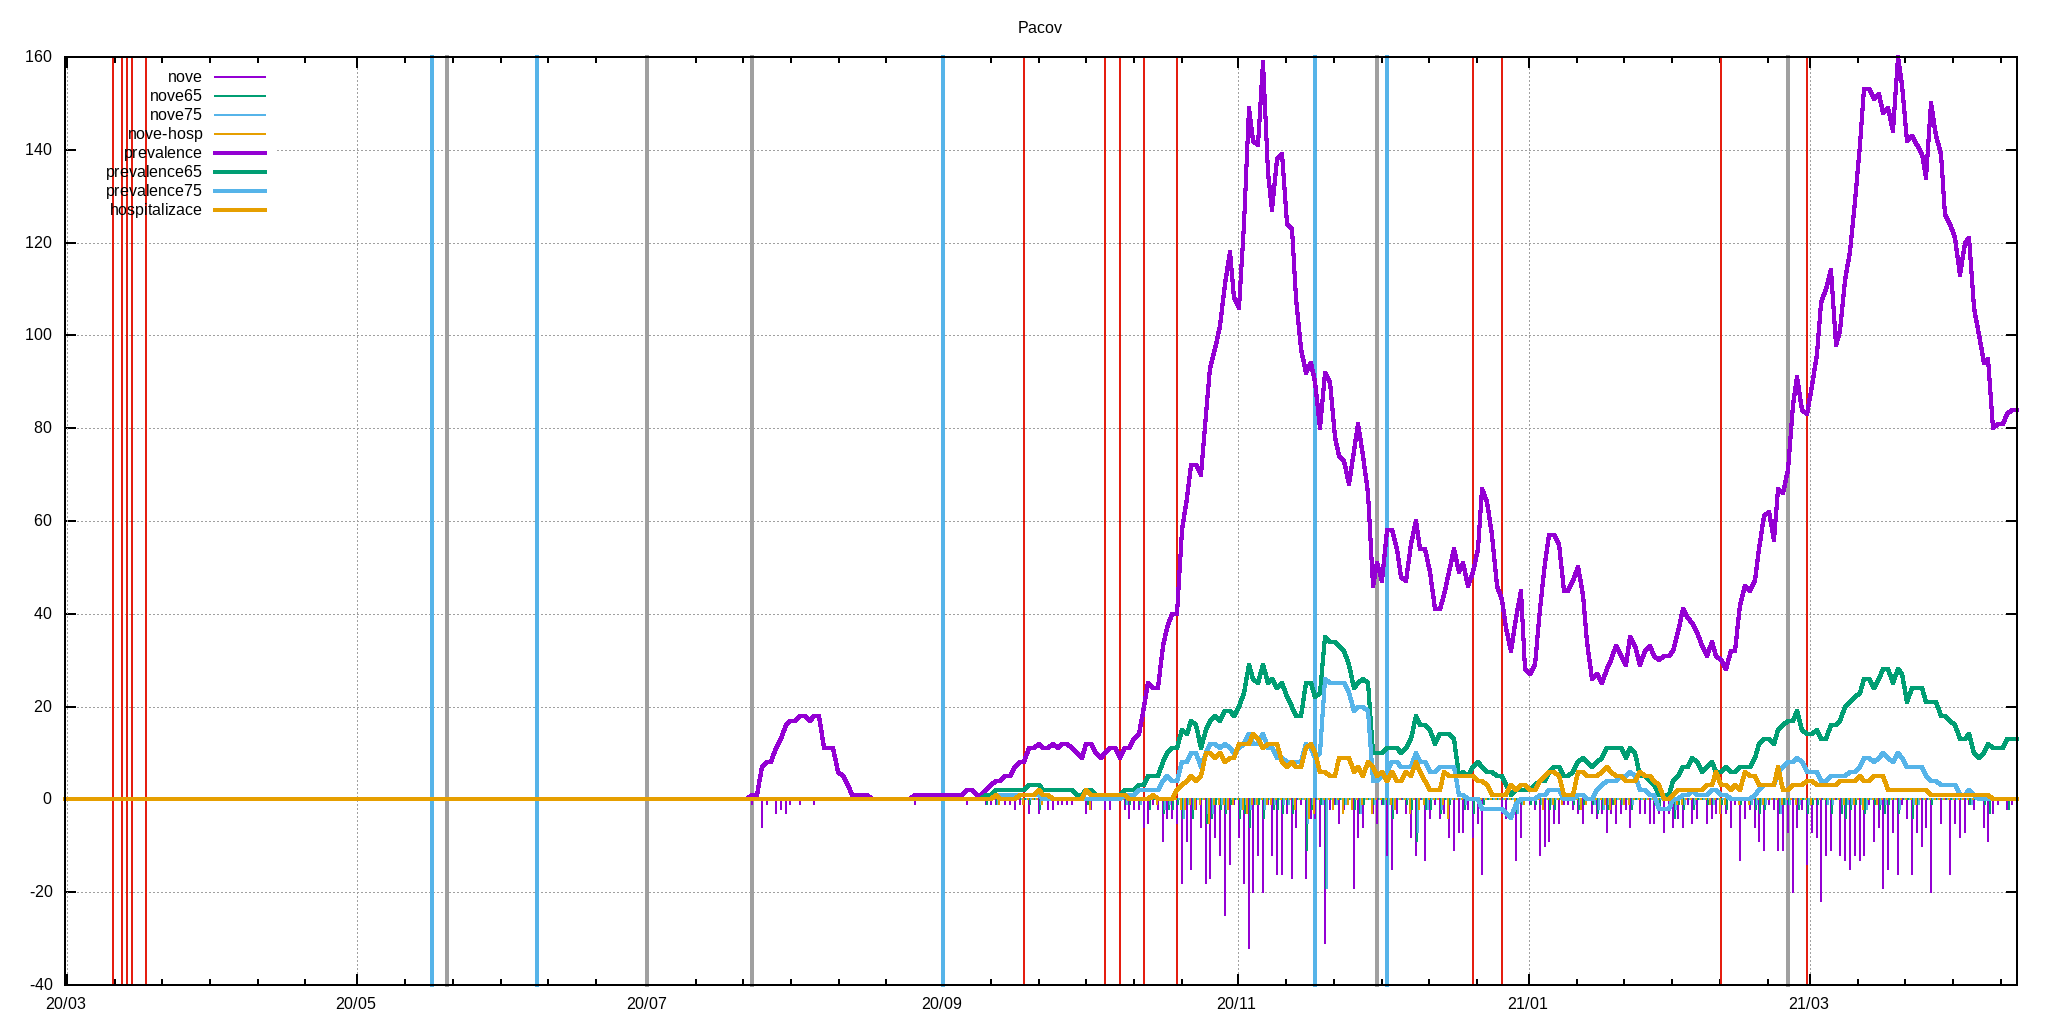 Pacov
160
140
120
100
80
60
40
20
0
-20
-40
nove
nove65
nove75
nove-hosp
prevalence
prevalence65
prevalence75
hospitalizace
20/03
20/05
20/07
20/09
20/11
21/01
21/03